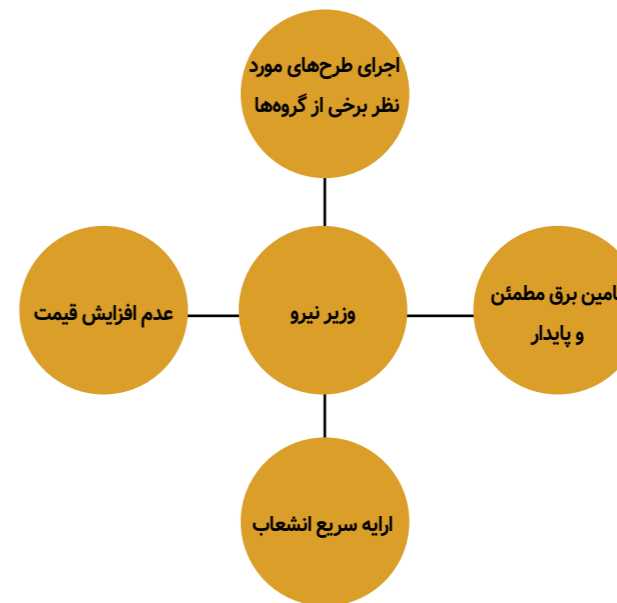 اجرای طرح‌های مورد
نظر برخی از گروه‌ها
امین برق مطمئن
و پایدار
وزیر نیرو
عدم افزایش قیمت
ارایه سریع انشعاب